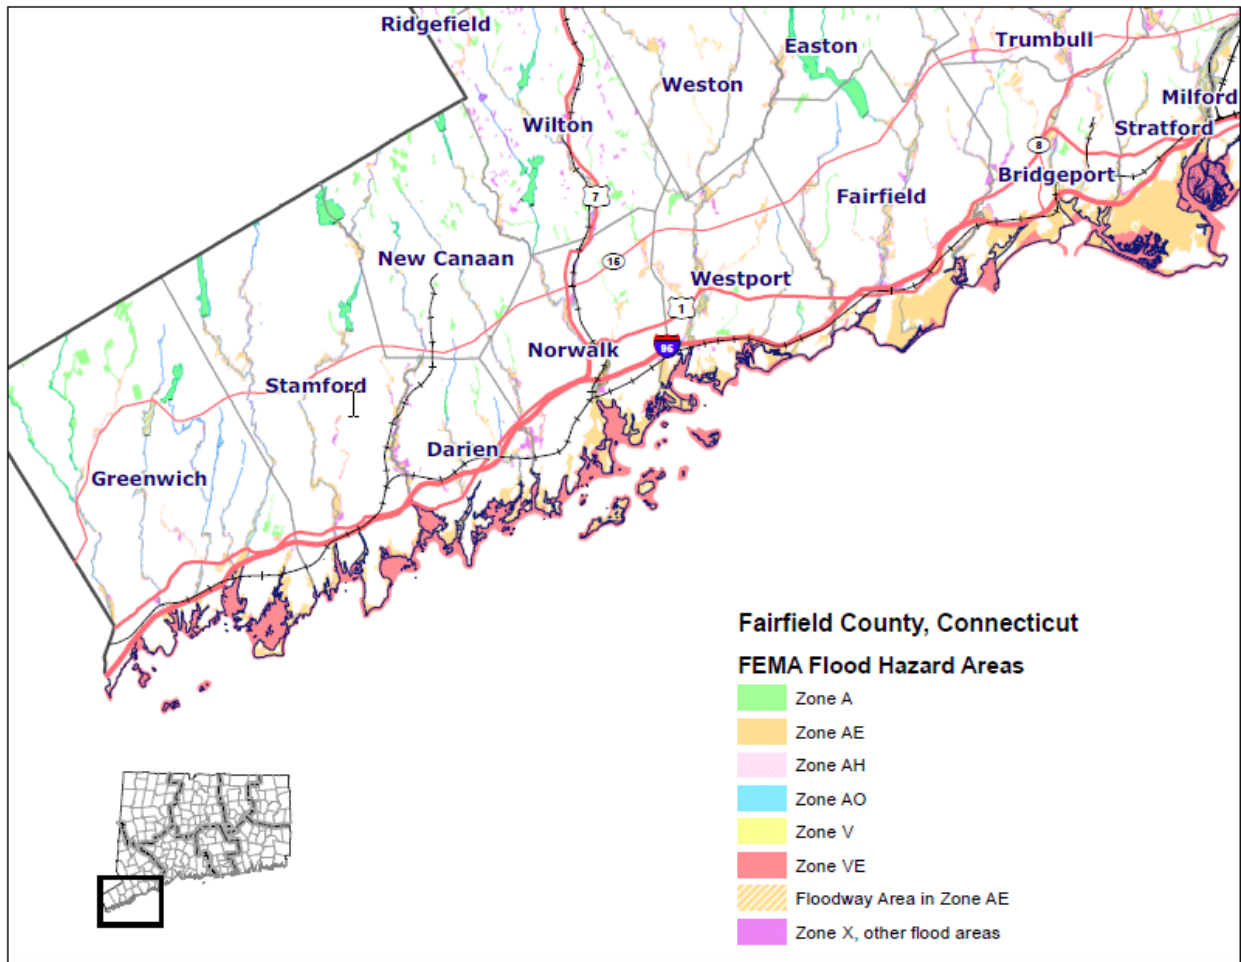 Ridgefield
Easton
Trumbull
Weston
Milford
Wilton
Stratford
8
Bridgeport
7
Fairfield
New Canaan
15
Westport
1
Norwalk
95
Stamford
Darien
Greenwich
Fairfield County, Connecticut
FEMA Flood Hazard Areas
Zone A
Zone AE
Zone AH
Zone AO
Zone V
Zone VE
Floodway Area in Zone AE
Zone X, other flood areas